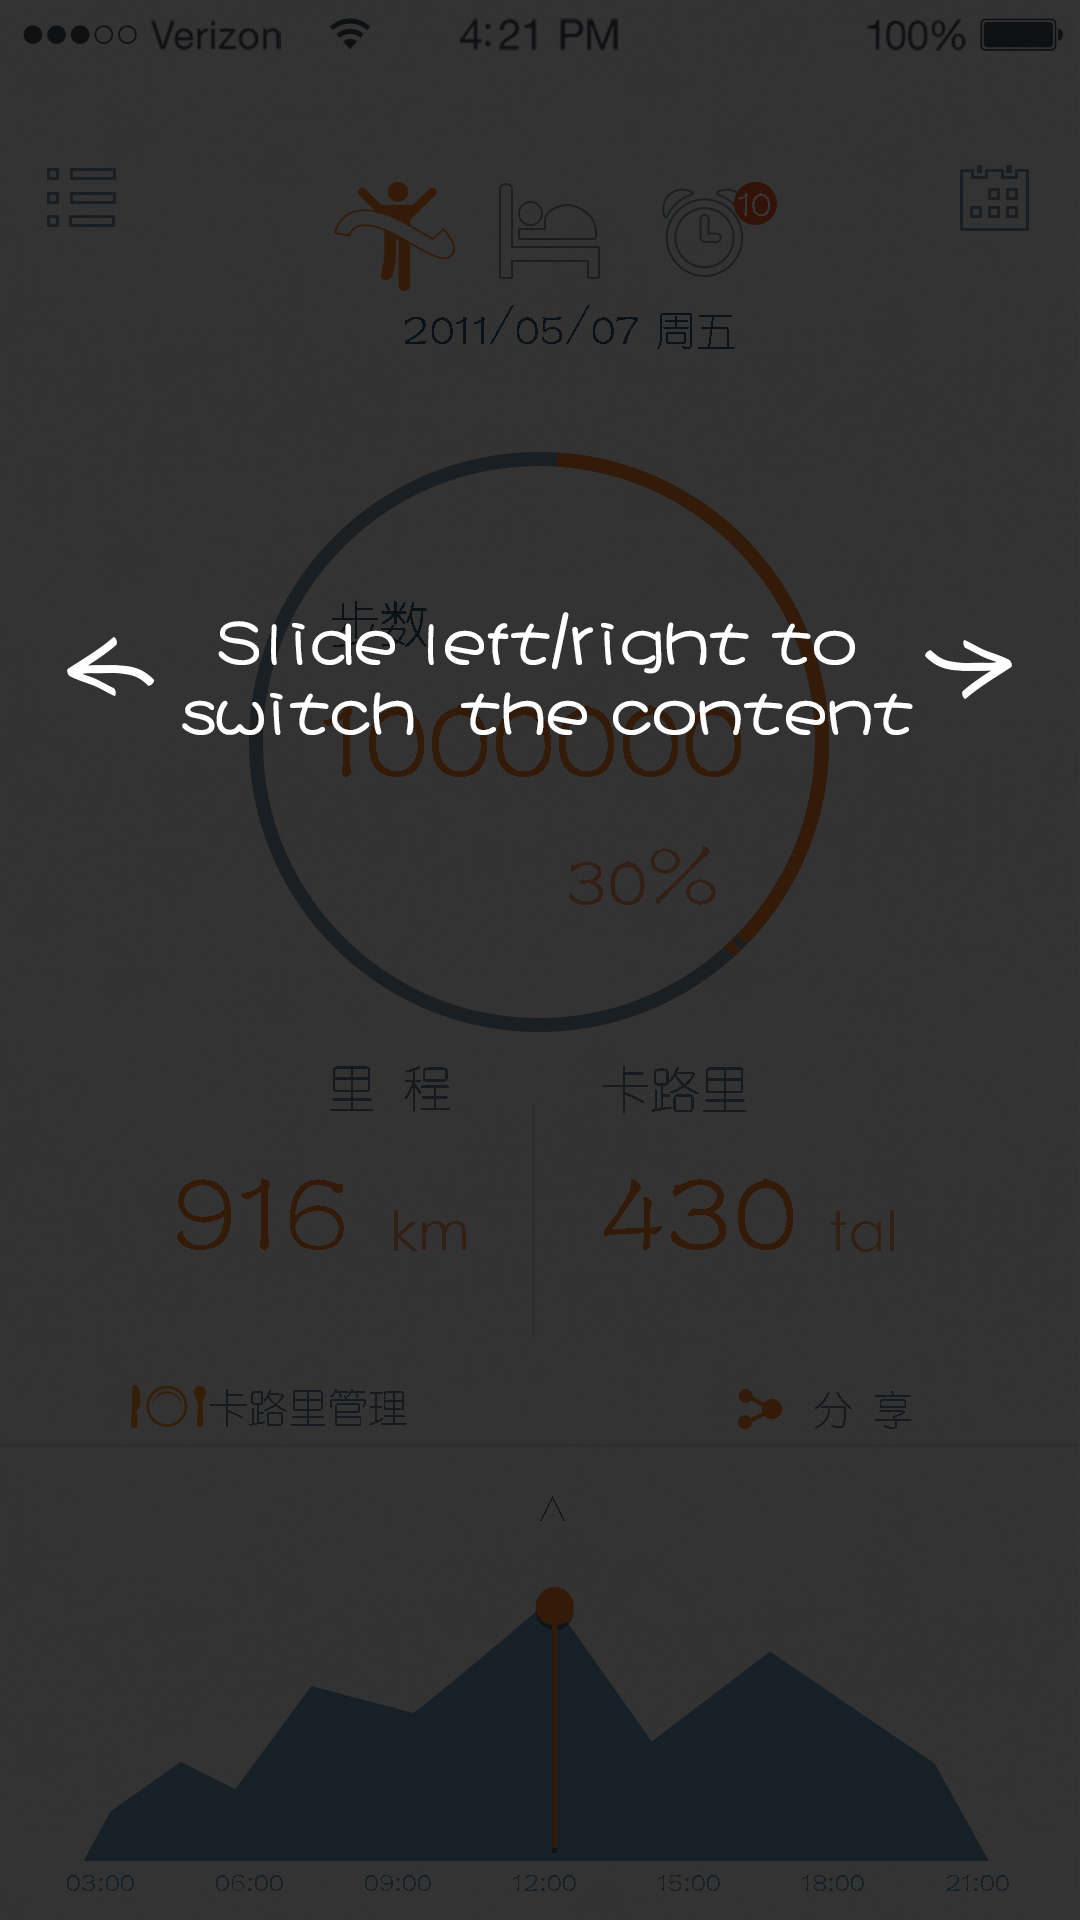 Verizon 4:21 PM 100%
10
2011/05/07 周五
步数
Slide left/right to
switch the content
1000000
30%
里 程 卡路里
916 km 430 tal
卡路里管理 分 享
03:00 06:00 09:00 12:00 15:00 18:00 21:00